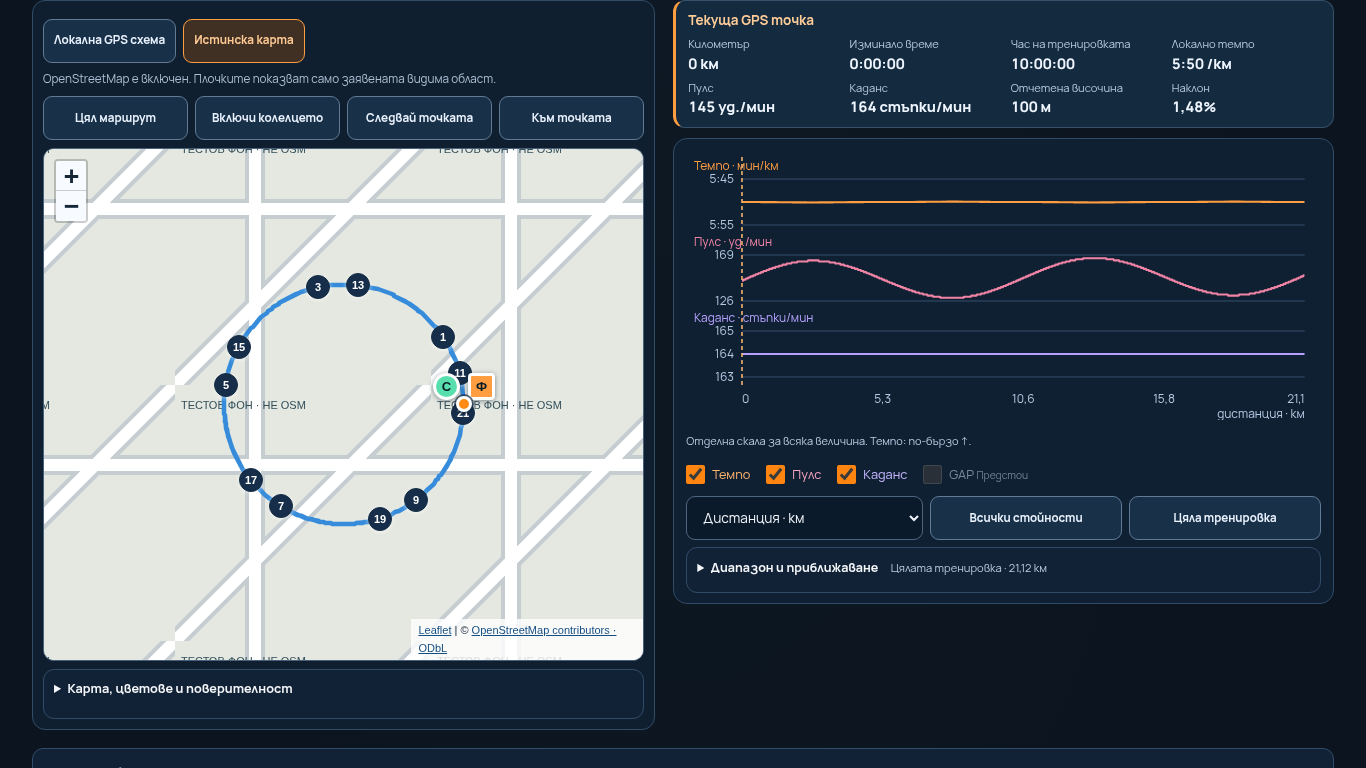 Локална GPS схема
Истинска карта
OpenStreetMap е включен. Плочките показват само заявената видима област.
Цял маршрут
Включи колелцето
Следвай точката
Към точката
ТЕСТОВ ФОН · НЕ OSM
ТЕСТОВ ФОН · НЕ OSM
+
−
3
13
1
15
11
5
С
Ф
М
ТЕСТОВ ФОН · НЕ OSM
ТЕСТОВ ФОН · НЕ OSM
21
17
7
9
19
Leaflet | © OpenStreetMap contributors ·
ODbL
ТЕСТОВ ФОН · НЕ OSM
ТЕСТОВ ФОН · НЕ OSM
Карта, цветове и поверителност
Текуща GPS точка
Километър
Изминало време
Час на тренировката
Локално темпо
0 км
0:00:00
10:00:00
5:50 /км
Пулс
Каданс
Отчетена височина
Наклон
145 уд./мин
164 стъпки/мин
100 м
1,48%
Темпо · мин/км
5:45
5:55
Пулс · уд./мин
169
126
Каданс · стъпки/мин
165
164
163
0
5,3
10,6
15,8
21,1
дистанция · км
Отделна скала за всяка величина. Темпо: по-бързо ↑.
Темпо
Пулс
Каданс
GAP Предстои
Дистанция · км
Всички стойности
Цяла тренировка
Диапазон и приближаване
Цялата тренировка · 21,12 км